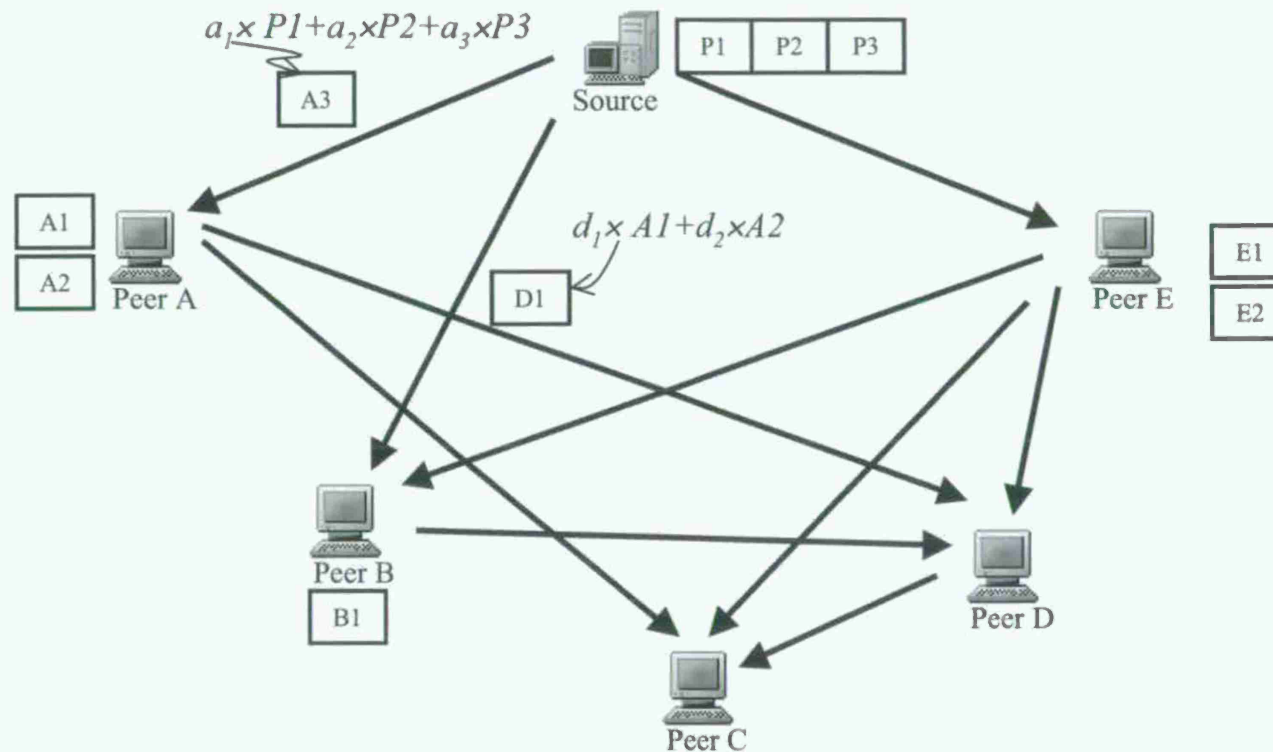 a₁× P1+a₂×P2+a₃×P3
P1 P2 P3
A3
Source
A1
A2
Peer A
d₁× A1+d₂×A2
D1
E1
E2
Peer E
Peer B
B1
Peer D
Peer C